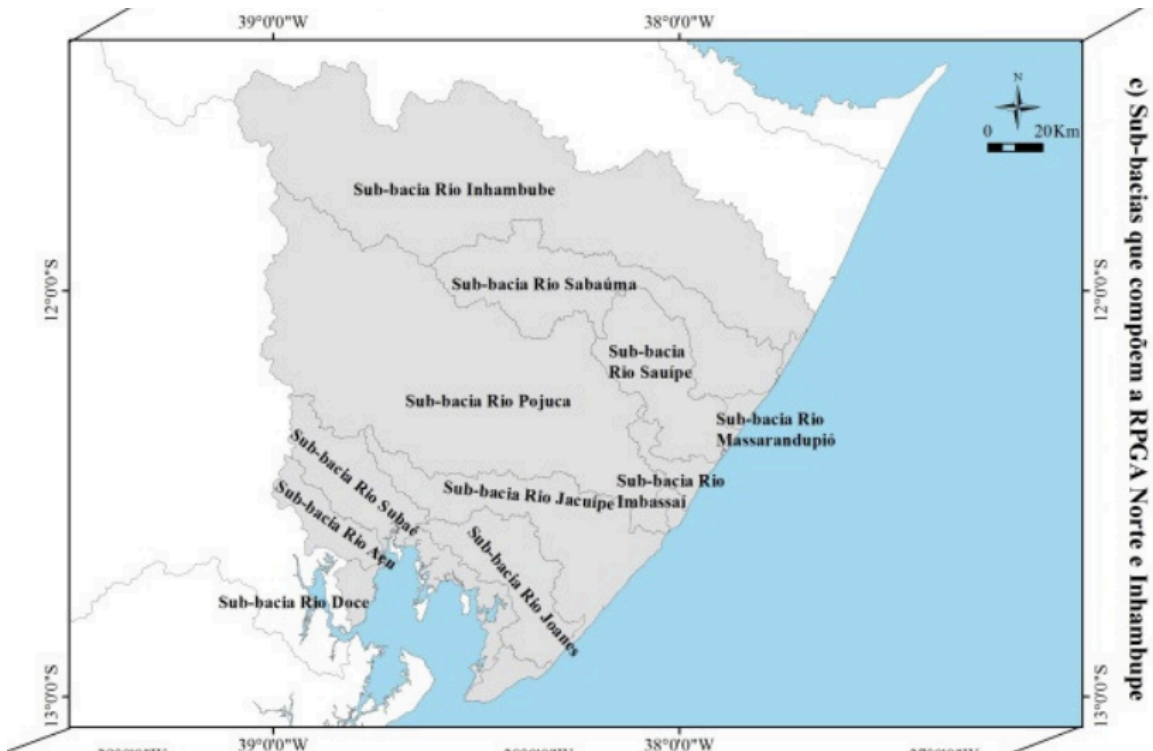 39°0'0"W
38°0'0"W
c) Sub-bacias que compõem a RPGA Norte e Inhambupe
N
0 20Km
Sub-bacia Rio Inhambube
12°0'0"S
12°0'0"S
Sub-bacia Rio Sabaúma
Sub-bacia
Rio Sauípe
Sub-bacia Rio Pojuca
Sub-bacia Rio
Massarandupió
Sub-bacia Rio Subaé
Sub-bacia Rio Jacuípe
Sub-bacia Rio
Imbassai
Sub-bacia Rio Açu
Sub-bacia Rio Joanes
Sub-bacia Rio Doce
13°0'0"S
13°0'0"S
39°0'0"W
38°0'0"W